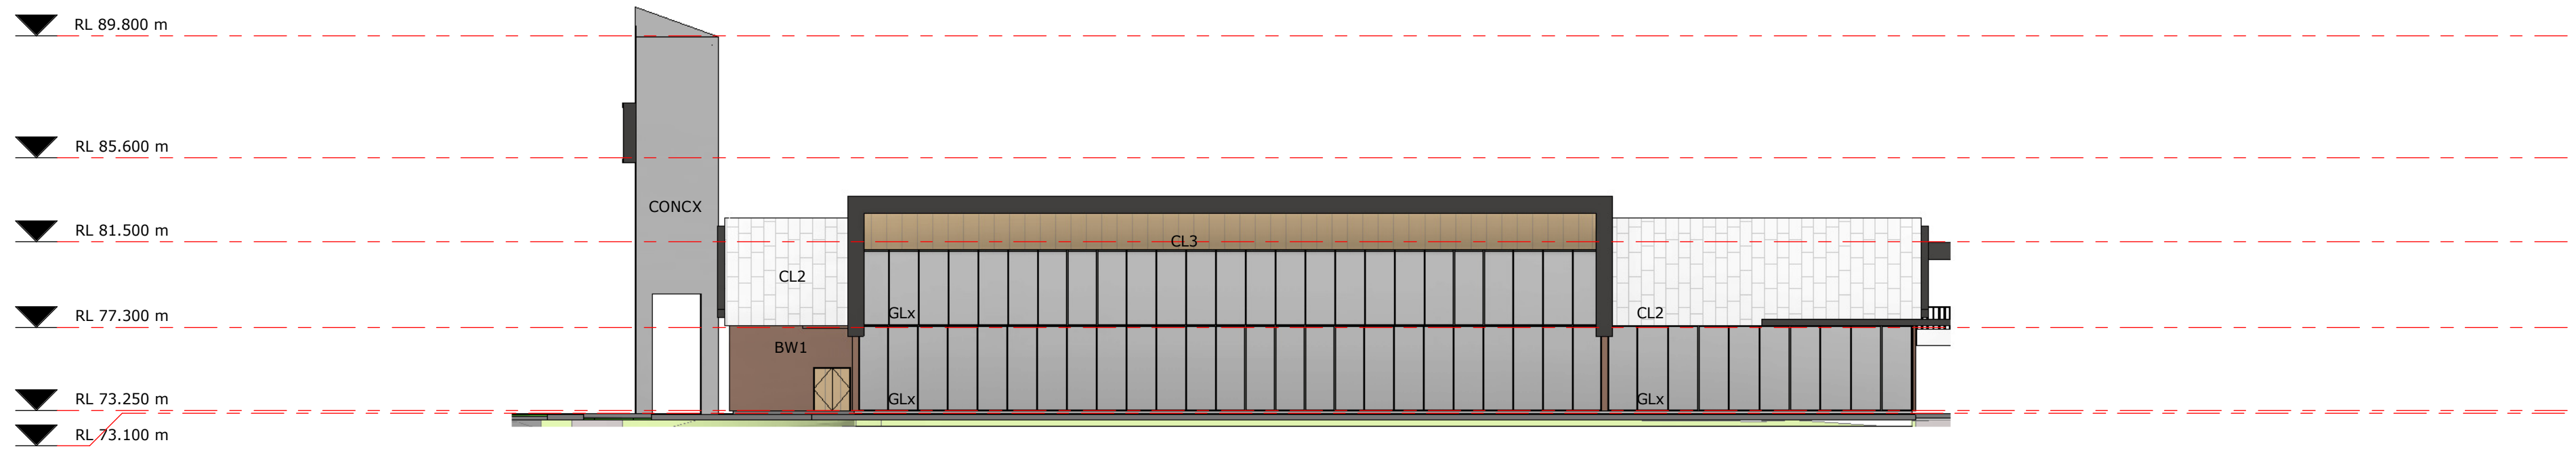 RL 89.800 m
RL 85.600 m
CONCX
RL 81.500 m
CL3
CL2
RL 77.300 m
GLx
CL2
BW1
RL 73.250 m
GLx
GLx
RL 73.100 m